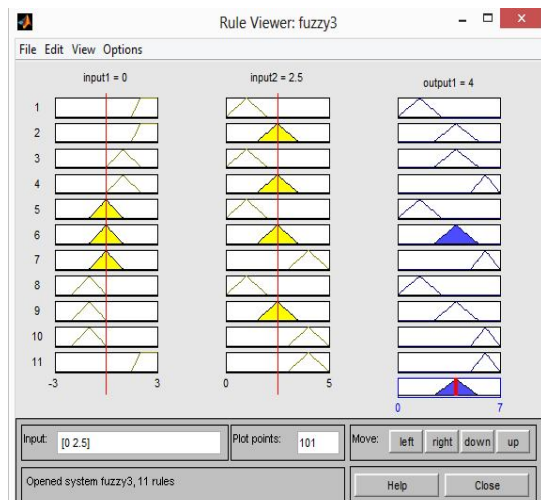 Rule Viewer: fuzzy3
File Edit View Options
input1 = 0 input2 = 2.5 output1 = 4
1
2
3
4
5
6
7
8
9
10
11
-3 3 0 5
0 7
Input: [0 2.5] Plot points: 101 Move: left right down up
Opened system fuzzy3, 11 rules Help Close